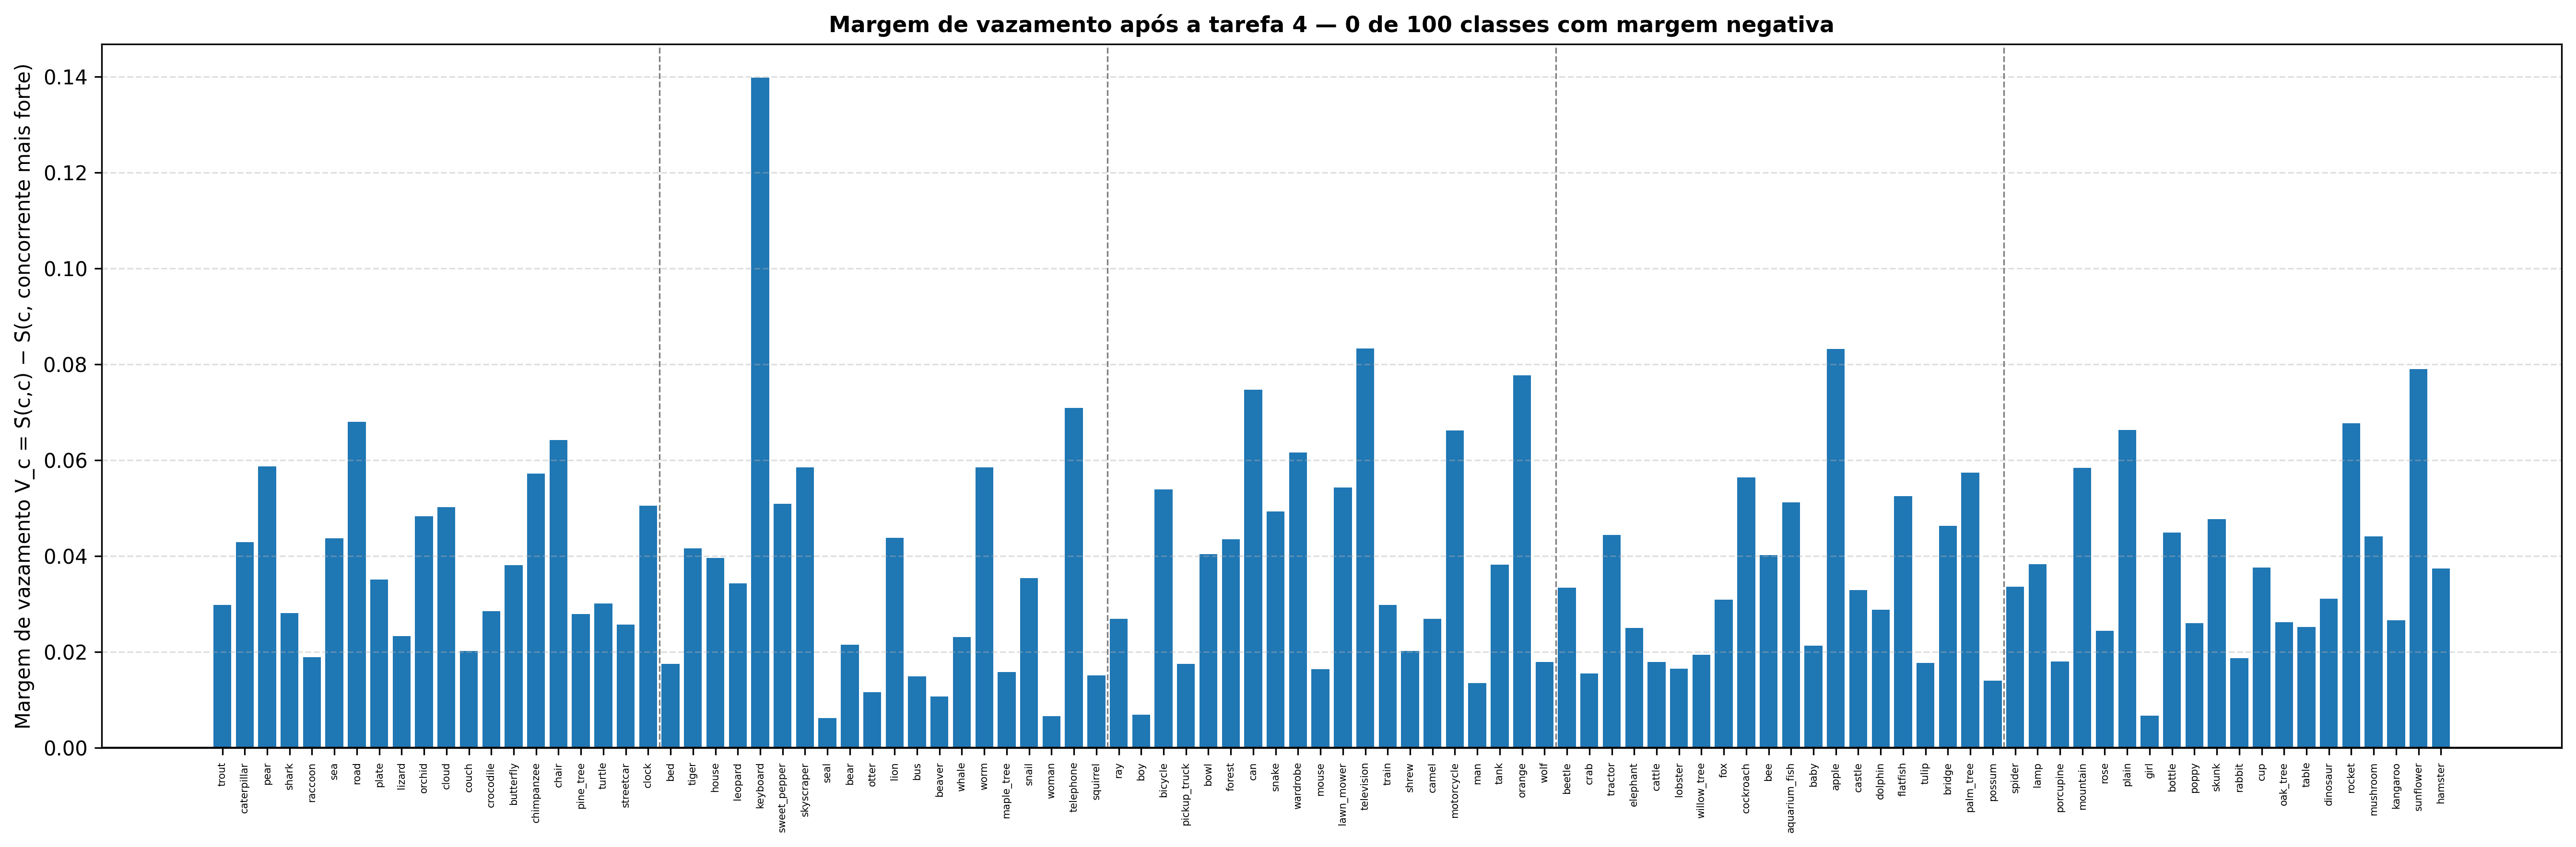 Margem de vazamento após a tarefa 4 — 0 de 100 classes com margem negativa
Margem de vazamento V_c = S(c,c) − S(c, concorrente mais forte)
0.14
0.12
0.10
0.08
0.06
0.04
0.02
0.00
trout
caterpillar
pear
shark
raccoon
sea
road
plate
lizard
orchid
cloud
couch
crocodile
butterfly
chimpanzee
chair
pine_tree
turtle
streetcar
clock
bed
tiger
house
leopard
keyboard
sweet_pepper
skyscraper
seal
bear
otter
lion
bus
beaver
whale
worm
maple_tree
snail
woman
telephone
squirrel
ray
boy
bicycle
pickup_truck
bowl
forest
can
snake
wardrobe
mouse
lawn_mower
television
train
shrew
camel
motorcycle
man
tank
orange
wolf
beetle
crab
tractor
elephant
cattle
lobster
willow_tree
fox
cockroach
bee
aquarium_fish
baby
apple
castle
dolphin
flatfish
tulip
bridge
palm_tree
possum
spider
lamp
porcupine
mountain
rose
plain
girl
bottle
poppy
skunk
rabbit
cup
oak_tree
table
dinosaur
rocket
mushroom
kangaroo
sunflower
hamster